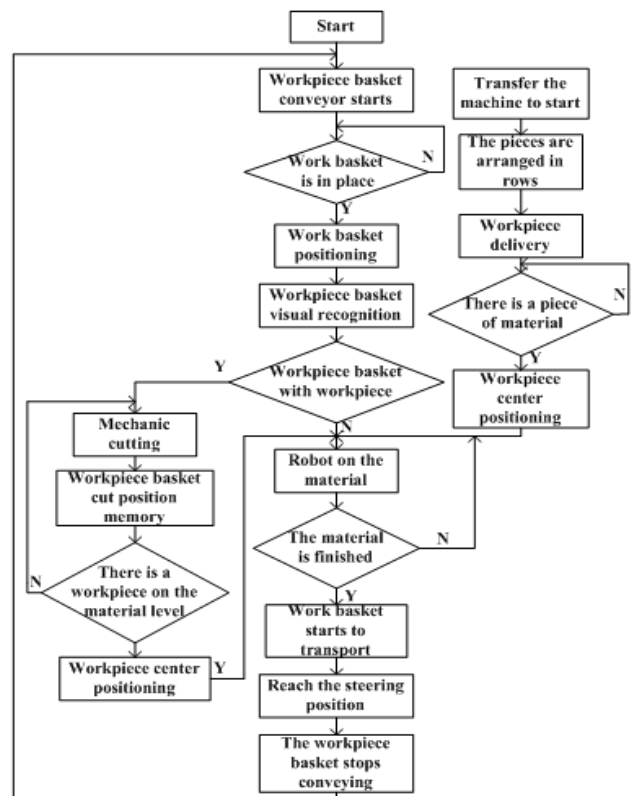 Start
Workpiece basket
conveyor starts
Work basket
is in place
N
Y
Work basket
positioning
Workpiece basket
visual recognition
Workpiece basket
with workpiece
Y
N
Transfer the
machine to start
The pieces are
arranged in
rows
Workpiece
delivery
There is a piece
of material
N
Y
Workpiece
center
positioning
Mechanic
cutting
Workpiece basket
cut position
memory
There is a
workpiece on the
material level
N
Workpiece center
positioning
Y
Robot on the
material
The material
is finished
N
Y
Work basket
starts to
transport
Reach the steering
position
The workpiece
basket stops
conveying